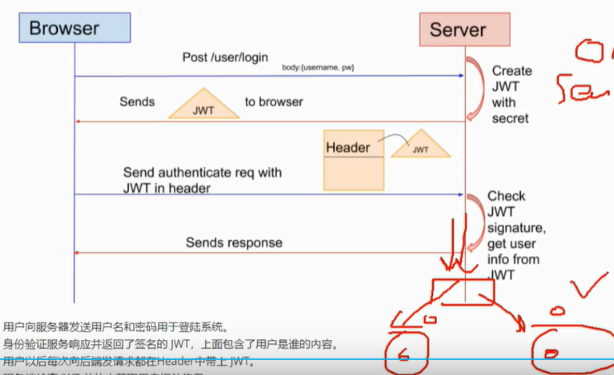 Browser
Server
Post /user/login
body:{username, pw}
Create
JWT
with
secret
Sends
JWT
to browser
Header
JWT
Send authenticate req with
JWT in header
Check
JWT
signature,
get user
info from
JWT
Sends response
用户向服务器发送用户名和密码用于登陆系统。
身份验证服务响应并返回了签名的 JWT，上面包含了用户是谁的内容。
用户以后每次向后端发请求都在Header中带上 JWT。